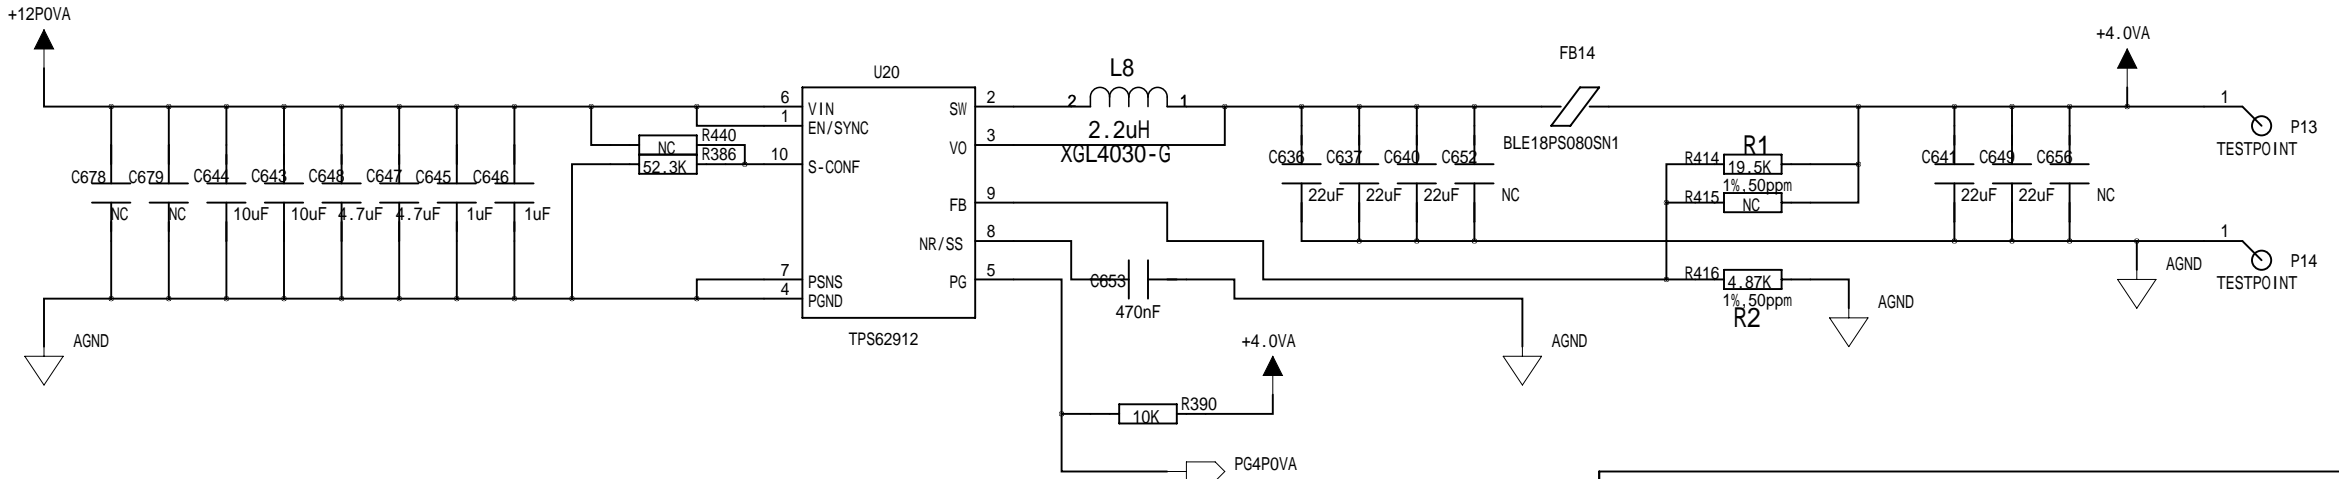 +12P0VA
+4.0VA
FB14
L8
U20
6
VIN
SW
2
2
1
1
P13
1
EN/SYNC
R440
2.2uH
BLE18PS080SN1
TESTPOINT
NC
R386
3
VO
XGL4030-G
R1
10
S-CONF
52.3K
C636
C637
C640
C652
R414
19.5K
C641
C649
C656
1%,50ppm
C678
C679
C644
C643
C648
C647
C645
C646
22uF
22uF
22uF
NC
R415
NC
22uF
22uF
NC
NC
NC
10uF
10uF
4.7uF
4.7uF
1uF
1uF
9
FB
8
NR/SS
1
P14
TESTPOINT
AGND
7
PSNS
5
PG
C653
R416
4.87K
4
PGND
470nF
1%,50ppm
R2
AGND
AGND
TPS62912
+4.0VA
AGND
10K
R390
PG4P0VA